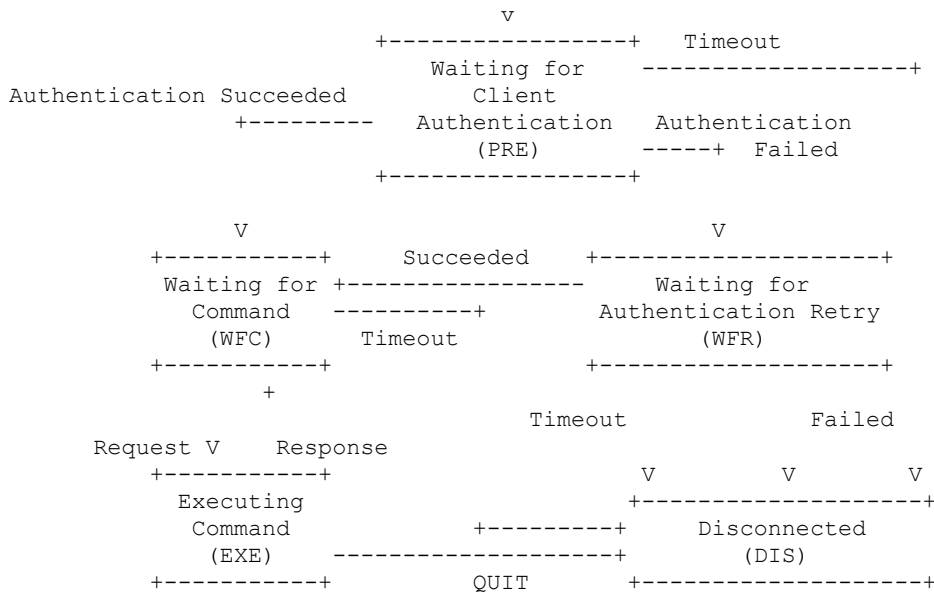 v
+-----------------+ Timeout
Waiting for -------------------+
Authentication Succeeded Client
+--------- Authentication Authentication
(PRE) -----+ Failed
+-----------------+
V V
+-----------+ Succeeded +-------------------+
Waiting for +----------------- Waiting for
Command ----------+ Authentication Retry
(WFC) Timeout (WFR)
+-----------+ +-------------------+
+
Timeout Failed
Request V Response
+-----------+ V V V
Executing +-------------------+
Command +---------+ Disconnected
(EXE) -------------------+ (DIS)
+-----------+ QUIT +-------------------+